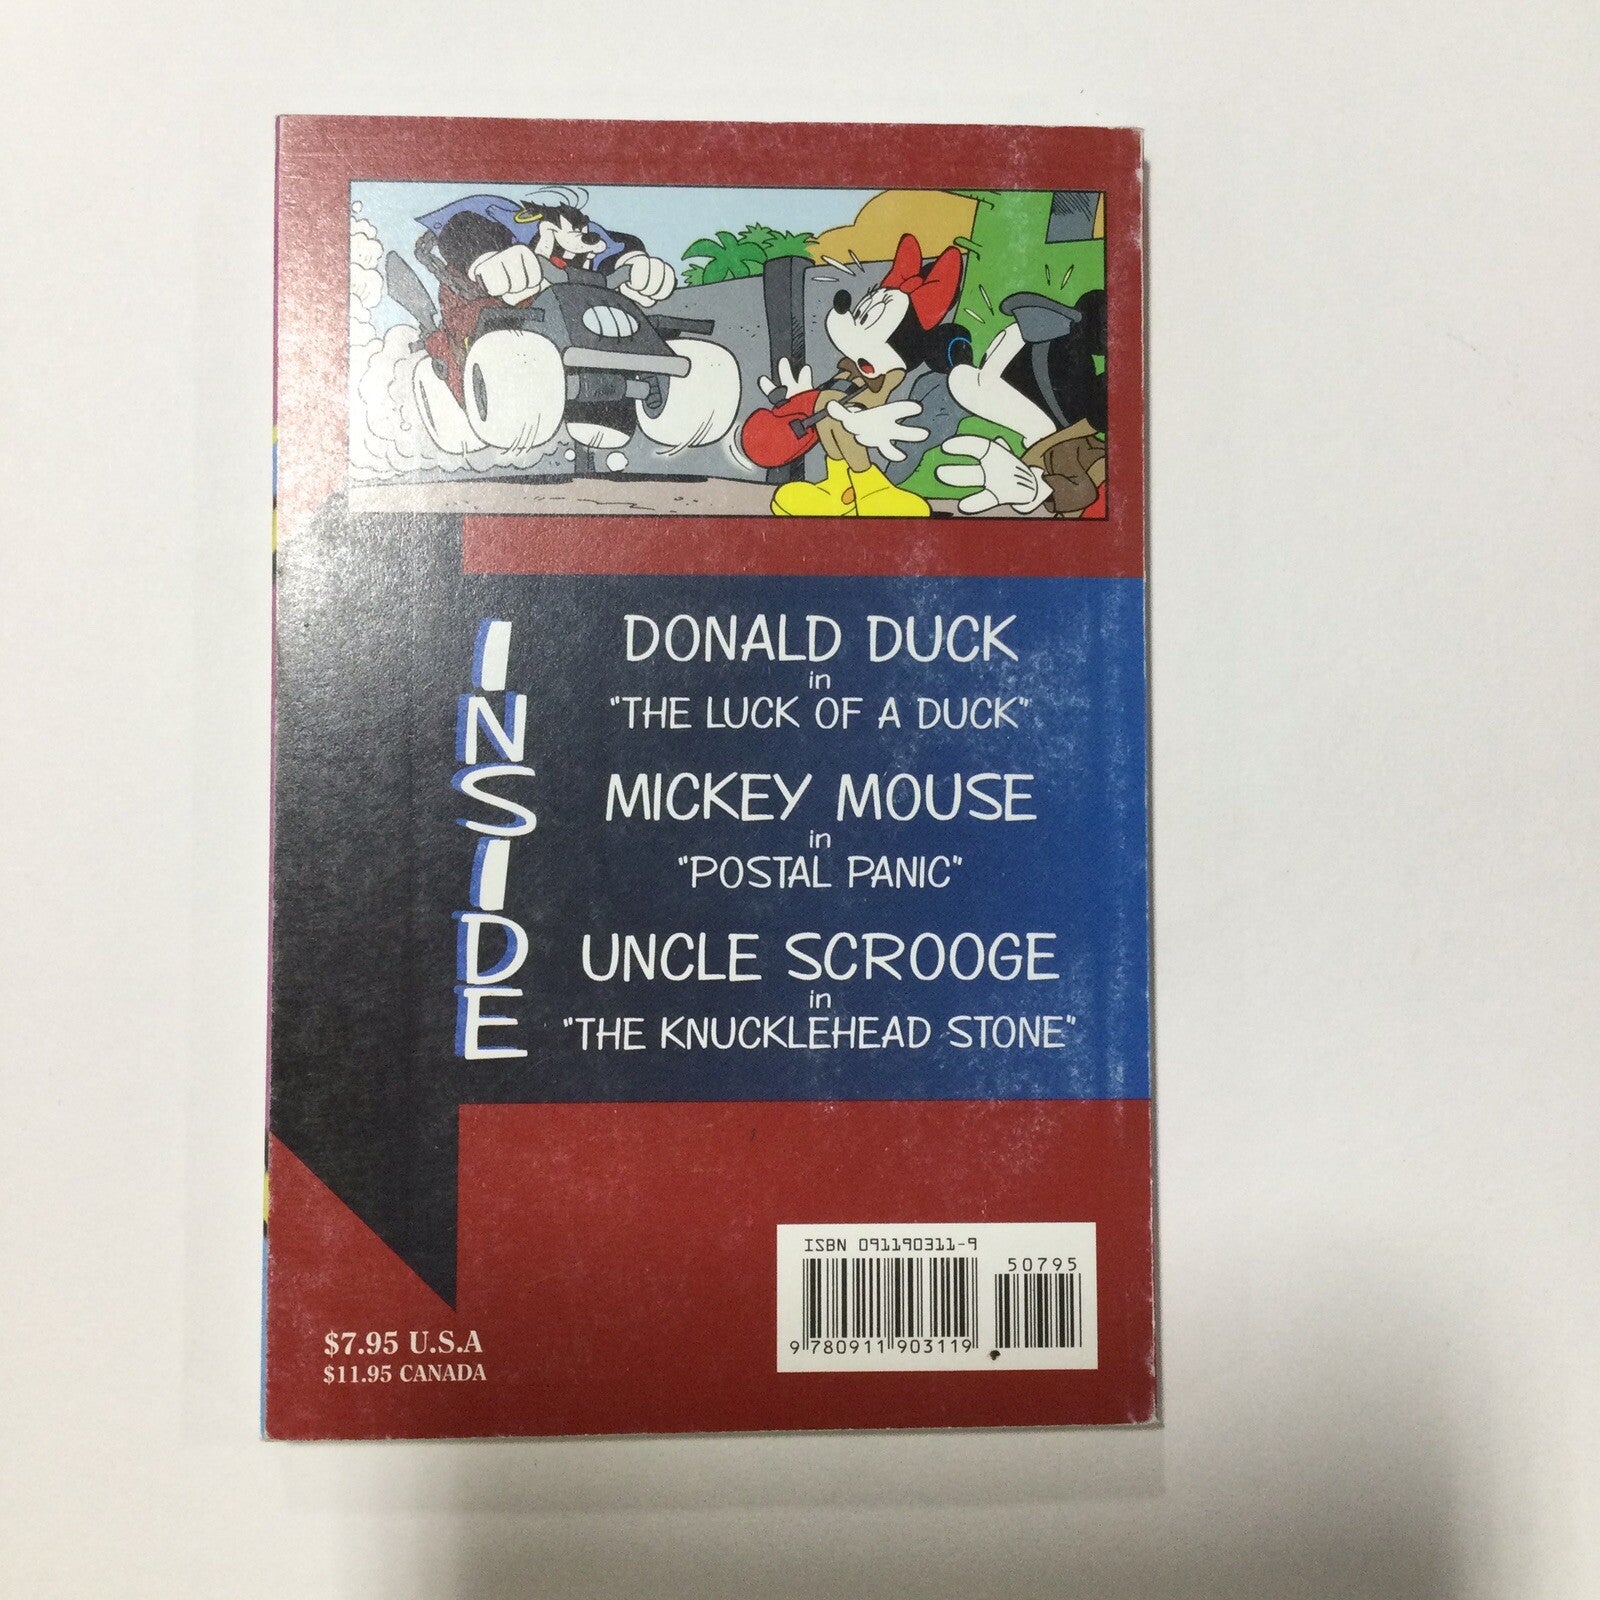 INSIDE
DONALD DUCK
in
"THE LUCK OF A DUCK"
MICKEY MOUSE
in
"POSTAL PANIC"
UNCLE SCROOGE
in
"THE KNUCKLEHEAD STONE"
$7.95 U.S.A
$11.95 CANADA
ISBN 091190311-9
50795
9 780911 903119